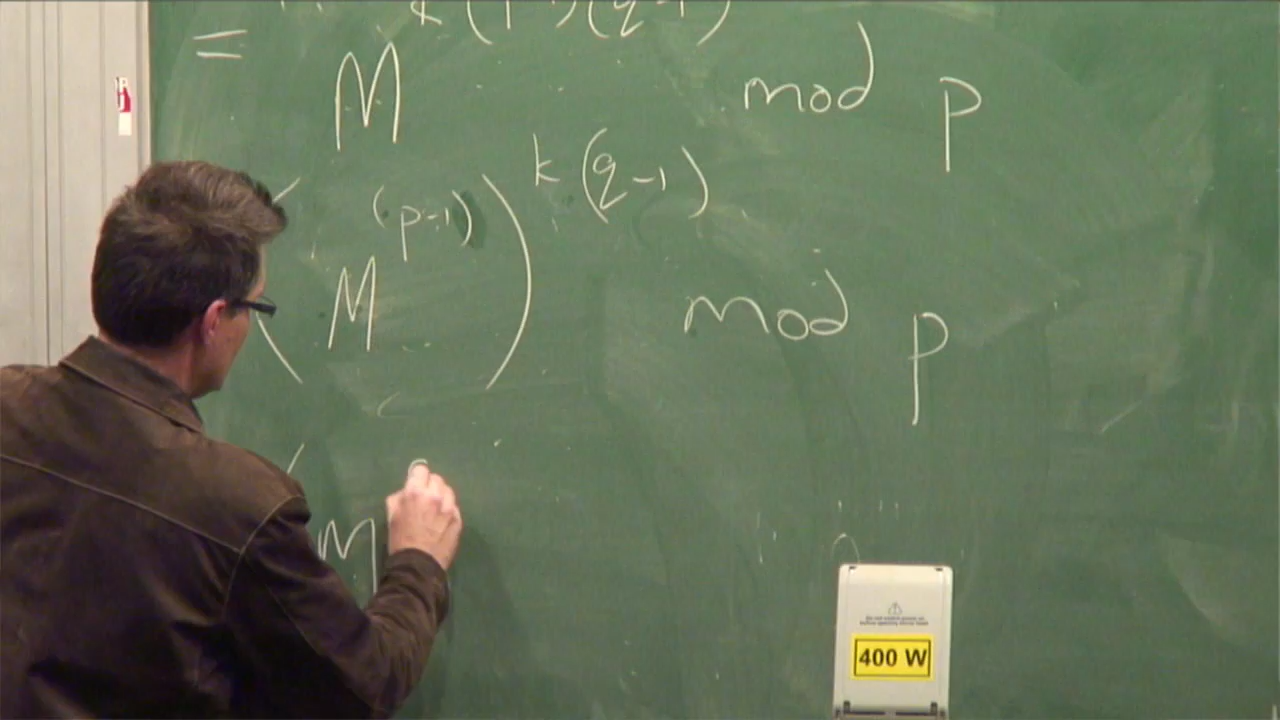 = M k(p-1)(q-1) mod p
(M^(p-1))^k(q-1) mod p
(M
400 W